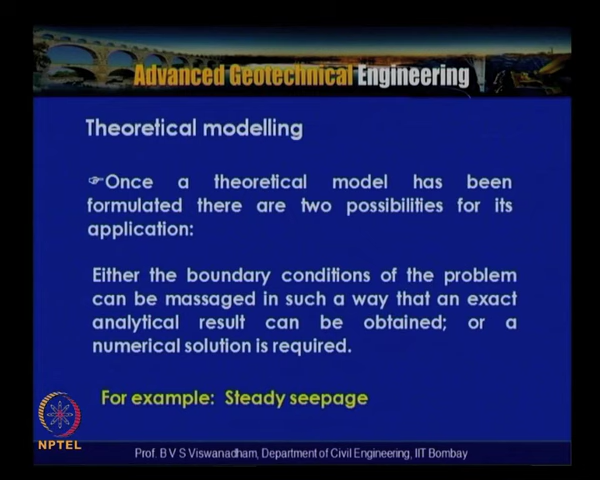 Advanced Geotechnical Engineering
Theoretical modelling
☞Once a theoretical model has been
formulated there are two possibilities for its
application:
Either the boundary conditions of the problem
can be massaged in such a way that an exact
analytical result can be obtained; or a
numerical solution is required.
For example: Steady seepage
NPTEL
Prof. B V S Viswanadham, Department of Civil Engineering, IIT Bombay